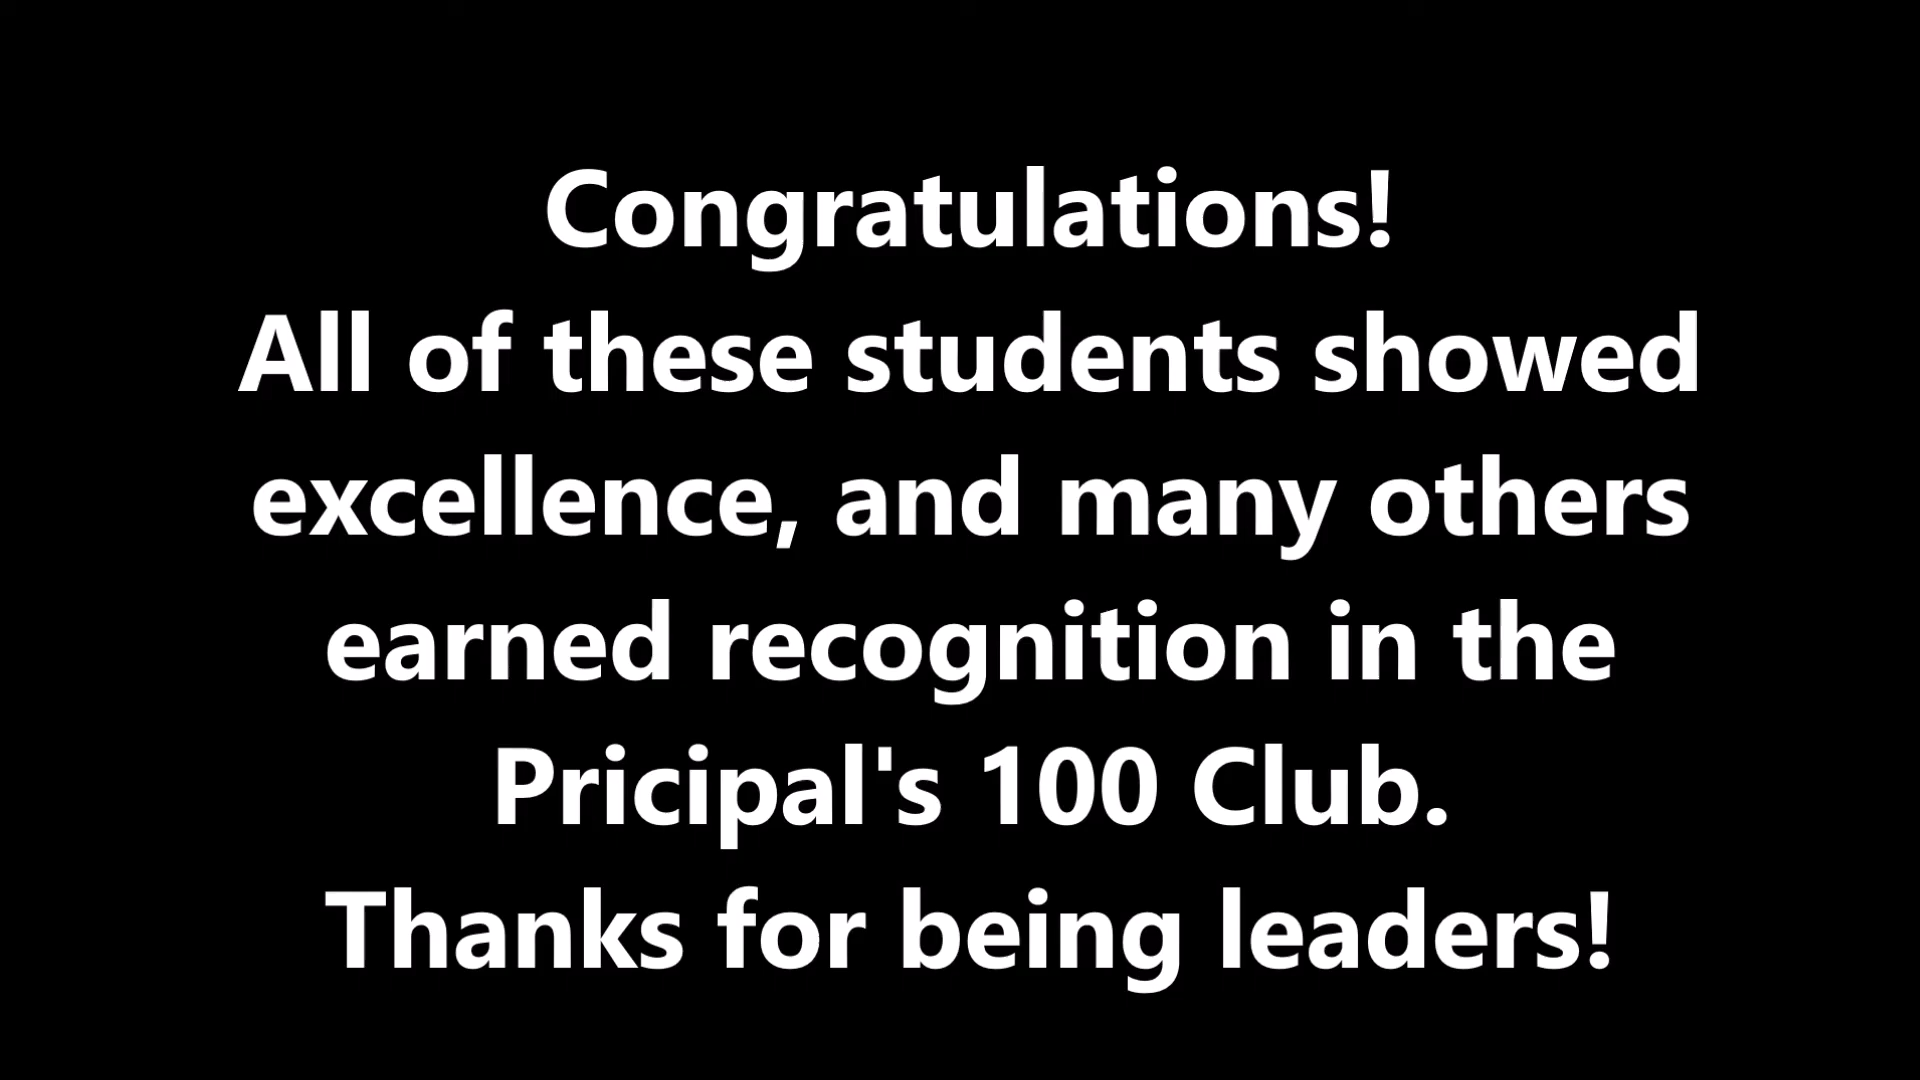 Congratulations!
All of these students showed
excellence, and many others
earned recognition in the
Pricipal's 100 Club.
Thanks for being leaders!